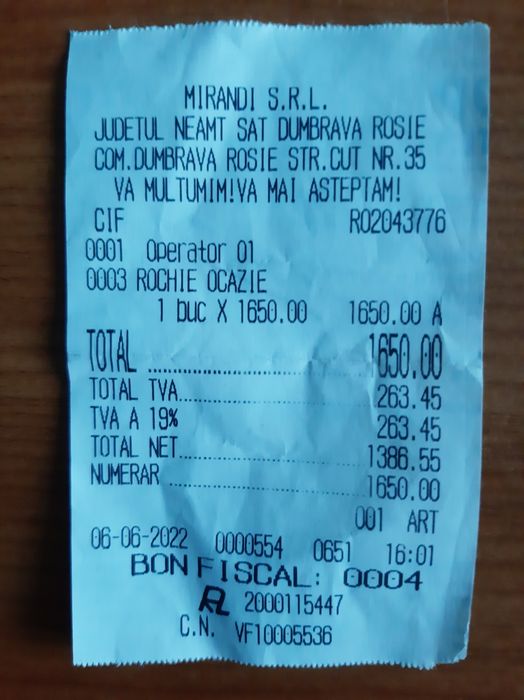 MIRANDI S.R.L.
JUDETUL NEAMT SAT DUMBRAVA ROSIE
COM.DUMBRAVA ROSIE STR.CUT NR.35
VA MULTUMIM!VA MAI ASTEPTAM!
CIF RO2043776
0001 Operator 01
0003 ROCHIE OCAZIE
1 buc X 1650.00 1650.00 A
TOTAL .................... 1650.00
TOTAL TVA.................... 263.45
TVA A 19% 263.45
TOTAL NET.................... 1386.55
NUMERAR .................... 1650.00
001 ART
06-06-2022 0000554 0651 16:01
BON FISCAL: 0004
2000115447
C.N. VF10005536